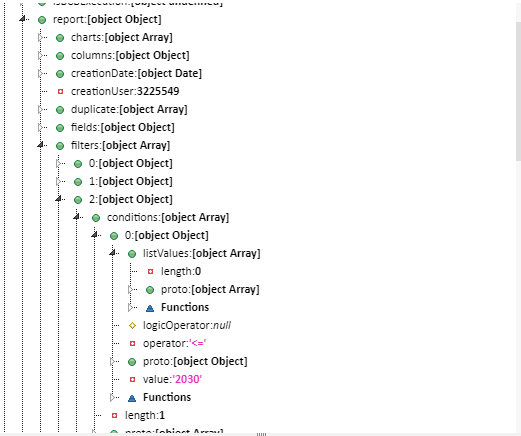 isJobExecution:[object undefined]
report:[object Object]
charts:[object Array]
columns:[object Object]
creationDate:[object Date]
creationUser:3225549
duplicate:[object Array]
fields:[object Object]
filters:[object Array]
0:[object Object]
1:[object Object]
2:[object Object]
conditions:[object Array]
0:[object Object]
listValues:[object Array]
length:0
proto:[object Array]
Functions
logicOperator:null
operator:'<='
proto:[object Object]
value:'2030'
Functions
length:1
proto:[object Array]